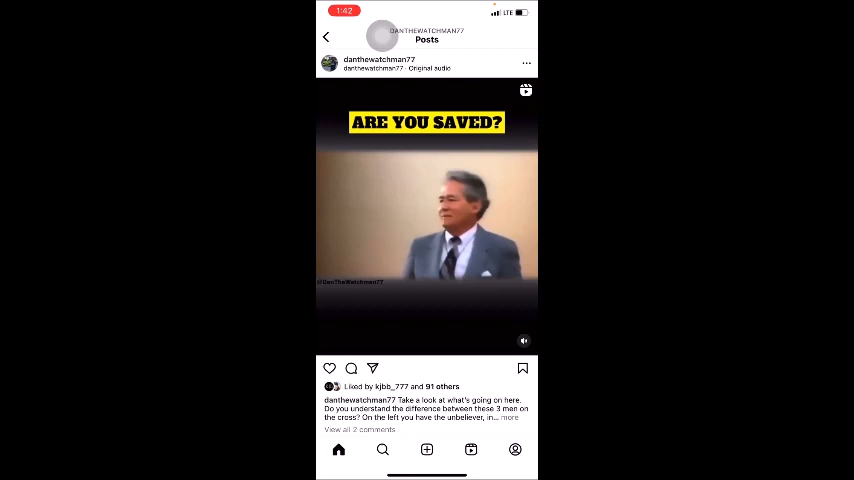 1:42
LTE
DANTHEWATCHMAN77
Posts
danthewatchman77
danthewatchman77 · Original audio
ARE YOU SAVED?
@DanTheWatchman77
Liked by kjbb_777 and 91 others
danthewatchman77 Take a look at what's going on here.
Do you understand the difference between these 3 men on
the cross? On the left you have the unbeliever, in... more
View all 2 comments